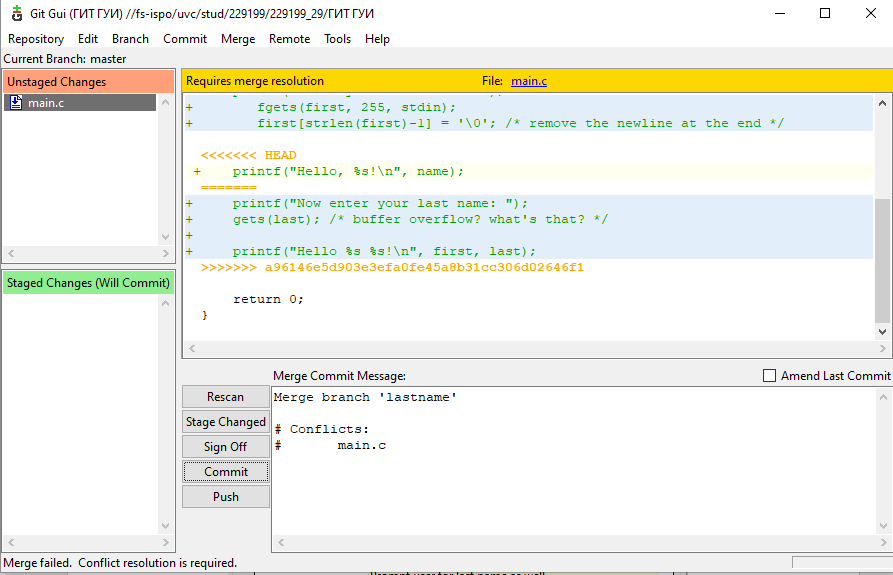 Git Gui (ГИТ ГУИ) //fs-ispo/uvc/stud/229199/229199_29/ГИТ ГУИ
Repository Edit Branch Commit Merge Remote Tools Help
Current Branch: master
Unstaged Changes
main.c
Staged Changes (Will Commit)
Requires merge resolution File: main.c
+ fgets(first, 255, stdin);
+ first[strlen(first)-1] = '\0'; /* remove the newline at the end */
<<<<<<< HEAD
+ printf("Hello, %s!\n", name);
=======
+ printf("Now enter your last name: ");
+ gets(last); /* buffer overflow? what's that? */
+
+ printf("Hello %s %s!\n", first, last);
>>>>>>> a96146e5d903e3efa0fe45a8b31cc306d02646f1
return 0;
}
Merge Commit Message: Amend Last Commit
Rescan
Stage Changed
Sign Off
Commit
Push
Merge branch 'lastname'
# Conflicts:
# main.c
Merge failed. Conflict resolution is required.